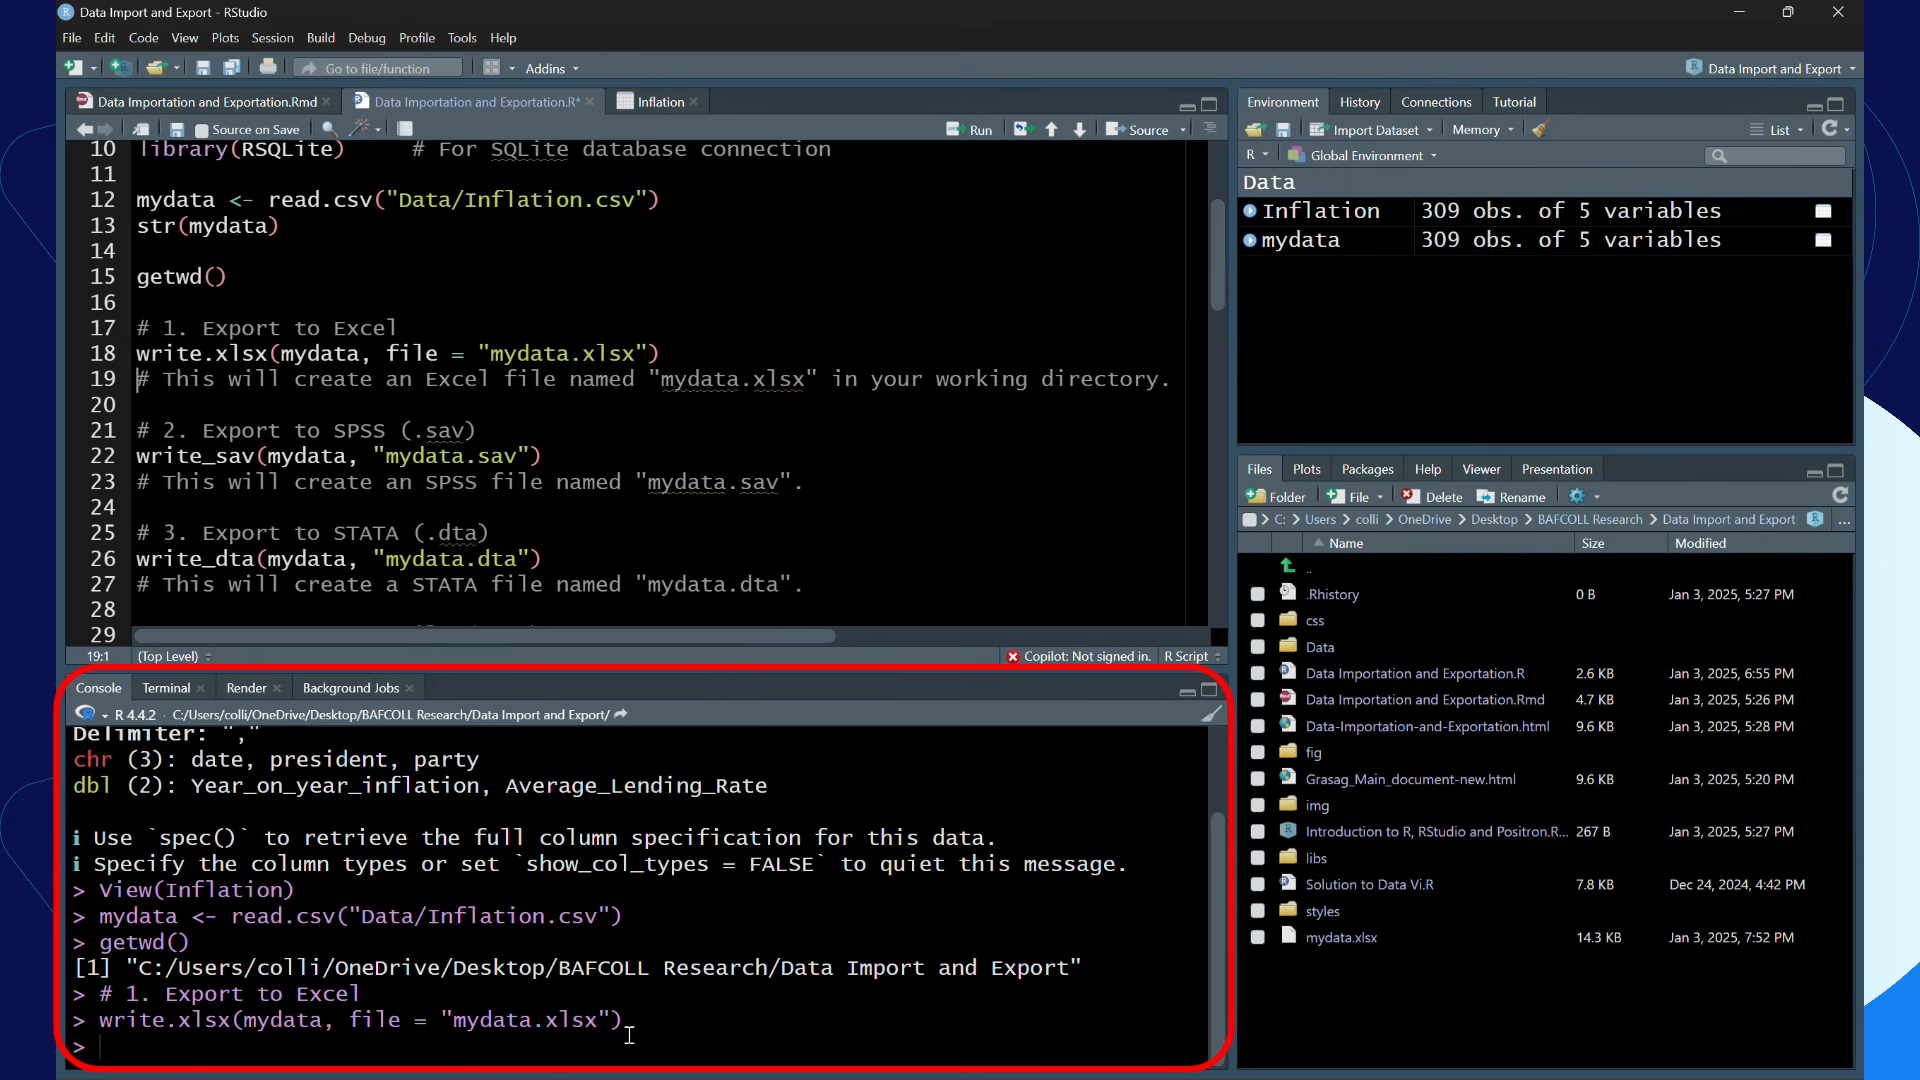 Data Import and Export - RStudio
File Edit Code View Plots Session Build Debug Profile Tools Help
Go to file/function Addins Data Import and Export
Data Importation and Exportation.Rmd Data Importation and Exportation.R* Inflation
Source on Save Run Source
10 library(RSQLite) # For SQLite database connection
11
12 mydata <- read.csv("Data/Inflation.csv")
13 str(mydata)
14
15 getwd()
16
17 # 1. Export to Excel
18 write.xlsx(mydata, file = "mydata.xlsx")
19 # This will create an Excel file named "mydata.xlsx" in your working directory.
20
21 # 2. Export to SPSS (.sav)
22 write_sav(mydata, "mydata.sav")
23 # This will create an SPSS file named "mydata.sav".
24
25 # 3. Export to STATA (.dta)
26 write_dta(mydata, "mydata.dta")
27 # This will create a STATA file named "mydata.dta".
28
29
19:1 (Top Level) Copilot: Not signed in. R Script
Console Terminal Render Background Jobs
R 4.4.2 · C:/Users/colli/OneDrive/Desktop/BAFCOLL Research/Data Import and Export/
Delimiter: ","
chr (3): date, president, party
dbl (2): Year_on_year_inflation, Average_Lending_Rate
ℹ Use `spec()` to retrieve the full column specification for this data.
ℹ Specify the column types or set `show_col_types = FALSE` to quiet this message.
> View(Inflation)
> mydata <- read.csv("Data/Inflation.csv")
> getwd()
[1] "C:/Users/colli/OneDrive/Desktop/BAFCOLL Research/Data Import and Export"
> # 1. Export to Excel
> write.xlsx(mydata, file = "mydata.xlsx")
>
Environment History Connections Tutorial
Import Dataset Memory List
R Global Environment
Data
Inflation 309 obs. of 5 variables
mydata 309 obs. of 5 variables
Files Plots Packages Help Viewer Presentation
Folder File Delete Rename
C: > Users > colli > OneDrive > Desktop > BAFCOLL Research > Data Import and Export ...
Name Size Modified
..
.Rhistory 0 B Jan 3, 2025, 5:27 PM
css
Data
Data Importation and Exportation.R 2.6 KB Jan 3, 2025, 6:55 PM
Data Importation and Exportation.Rmd 4.7 KB Jan 3, 2025, 5:26 PM
Data-Importation-and-Exportation.html 9.6 KB Jan 3, 2025, 5:28 PM
fig
Grasag_Main_document-new.html 9.6 KB Jan 3, 2025, 5:20 PM
img
Introduction to R, RStudio and Positron.R... 267 B Jan 3, 2025, 5:27 PM
libs
Solution to Data Vi.R 7.8 KB Dec 24, 2024, 4:42 PM
styles
mydata.xlsx 14.3 KB Jan 3, 2025, 7:52 PM